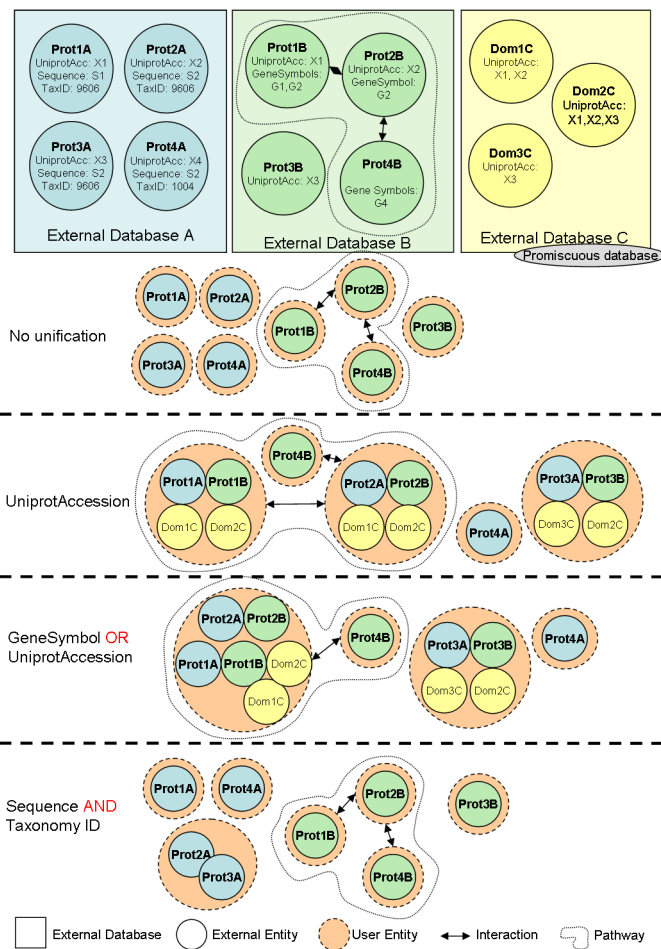 Prot1A
UniprotAcc: X1
Sequence: S1
TaxID: 9606
Prot2A
UniprotAcc: X2
Sequence: S2
TaxID: 9606
Prot3A
UniprotAcc: X3
Sequence: S2
TaxID: 9606
Prot4A
UniprotAcc: X4
Sequence: S2
TaxID: 1004
External Database A
Prot1B
UniprotAcc: X1
GeneSymbols:
G1,G2
Prot2B
UniprotAcc: X2
GeneSymbol:
G2
Prot3B
UniprotAcc: X3
Prot4B
Gene Symbols:
G4
External Database B
Dom1C
UniprotAcc:
X1, X2
Dom2C
UniprotAcc:
X1,X2,X3
Dom3C
UniprotAcc:
X3
External Database C
Promiscuous database
No unification
Prot1A
Prot2A
Prot3A
Prot4A
Prot1B
Prot2B
Prot4B
Prot3B
UniprotAccession
Prot1A
Prot1B
Dom1C
Dom2C
Prot4B
Prot2A
Prot2B
Dom1C
Dom2C
Prot4A
Prot3A
Prot3B
Dom3C
Dom2C
GeneSymbol OR
UniprotAccession
Prot2A
Prot2B
Prot1A
Prot1B
Dom2C
Dom1C
Prot4B
Prot3A
Prot3B
Dom3C
Dom2C
Prot4A
Sequence AND
Taxonomy ID
Prot1A
Prot4A
Prot2A
Prot3A
Prot2B
Prot1B
Prot4B
Prot3B
External Database
External Entity
User Entity
Interaction
Pathway